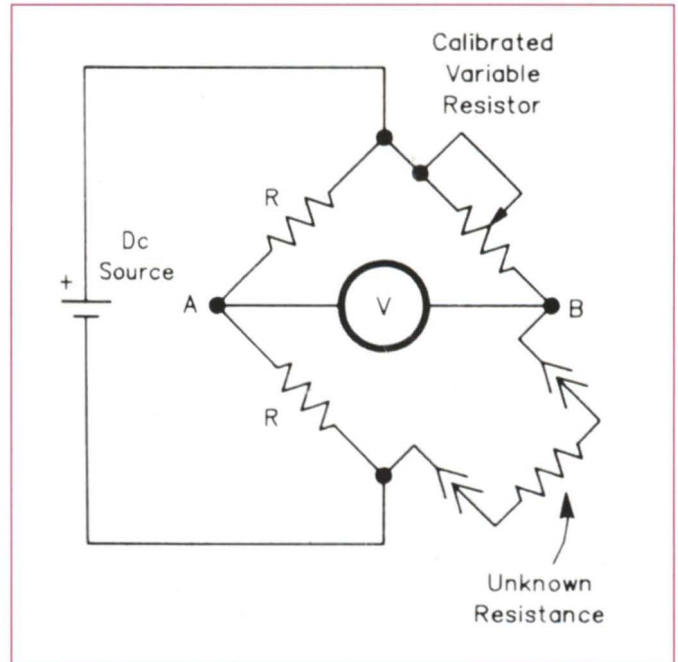 Calibrated
Variable
Resistor
R
Dc
Source
+
A
V
B
R
Unknown
Resistance